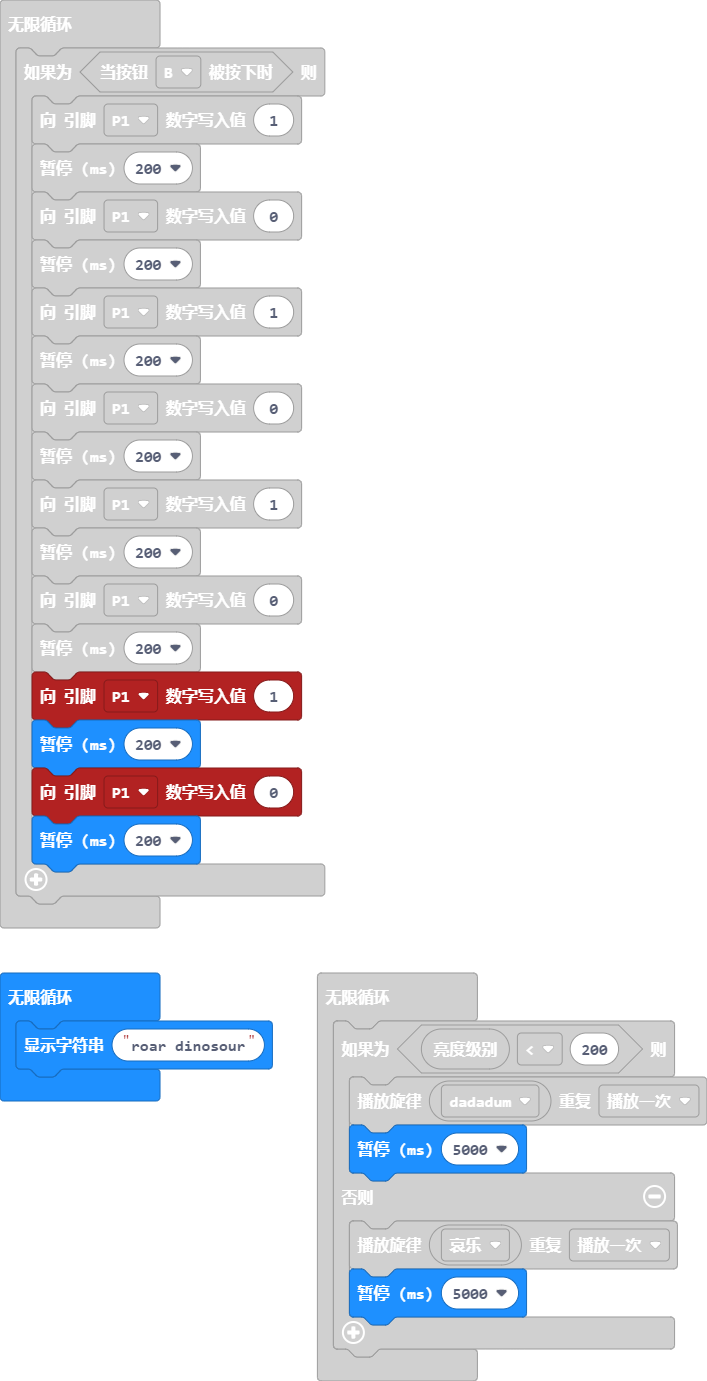 无限循环
如果为 当按钮 B 被按下时 则
向 引脚 P1 数字写入值 1
暂停 (ms) 200
向 引脚 P1 数字写入值 0
暂停 (ms) 200
向 引脚 P1 数字写入值 1
暂停 (ms) 200
向 引脚 P1 数字写入值 0
暂停 (ms) 200
向 引脚 P1 数字写入值 1
暂停 (ms) 200
向 引脚 P1 数字写入值 0
暂停 (ms) 200
向 引脚 P1 数字写入值 1
暂停 (ms) 200
向 引脚 P1 数字写入值 0
暂停 (ms) 200
无限循环
显示字符串 "roar dinosour"
无限循环
如果为 亮度级别 < 200 则
播放旋律 dadadum 重复 播放一次
暂停 (ms) 5000
否则
播放旋律 哀乐 重复 播放一次
暂停 (ms) 5000